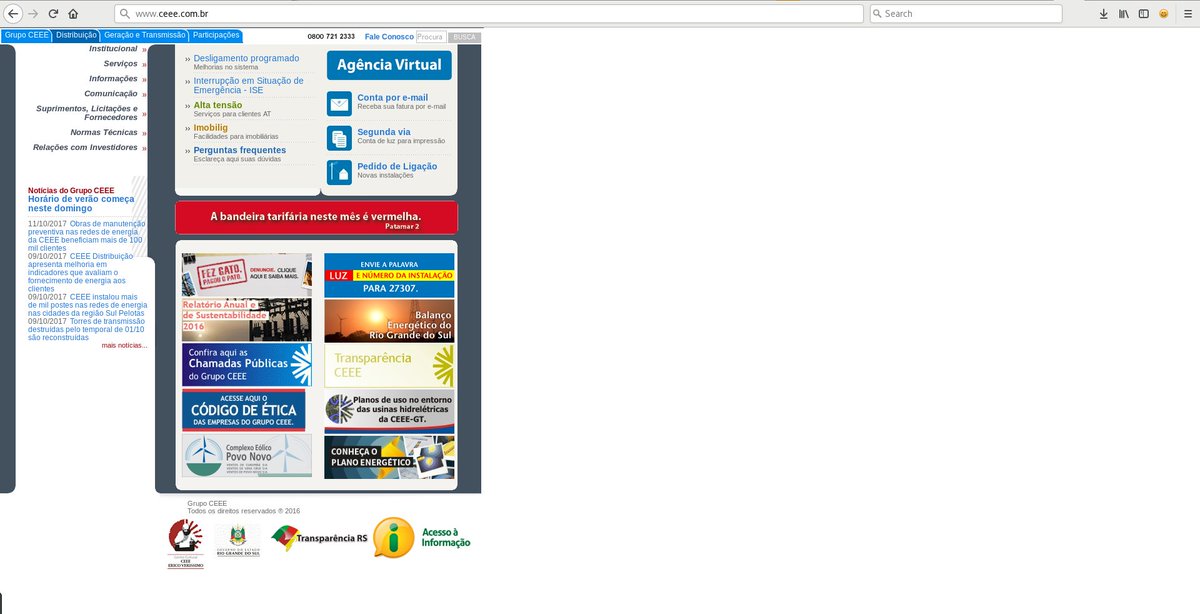 www.ceee.com.br
Search
Grupo CEEE
Distribuição
Geração e Transmissão
Participações
0800 721 2333
Fale Conosco
Procura
BUSCA
Institucional »
Serviços »
Informações »
Comunicação »
Suprimentos, Licitações e
Fornecedores »
Normas Técnicas »
Relações com Investidores »
Notícias do Grupo CEEE
Horário de verão começa
neste domingo
11/10/2017 Obras de manutenção
preventiva nas redes de energia
da CEEE beneficiam mais de 100
mil clientes
09/10/2017 CEEE Distribuição
apresenta melhoria em
indicadores que avaliam o
fornecimento de energia aos
clientes
09/10/2017 CEEE instalou mais
de mil postes nas redes de energia
nas cidades da região Sul Pelotas
09/10/2017 Torres de transmissão
destruídas pelo temporal de 01/10
são reconstruídas
mais notícias...
›› Desligamento programado
Melhorias no sistema
›› Interrupção em Situação de
Emergência - ISE
›› Alta tensão
Serviços para clientes AT
›› Imobilig
Facilidades para imobiliárias
›› Perguntas frequentes
Esclareça aqui suas dúvidas
Agência Virtual
Conta por e-mail
Receba sua fatura por e-mail
Segunda via
Conta de luz para impressão
Pedido de Ligação
Novas instalações
A bandeira tarifária neste mês é vermelha.
Patamar 2
FEZ GATO.
PAGOU O PATO.
DENUNCIE. CLIQUE
AQUI E SAIBA MAIS.
ENVIE A PALAVRA
LUZ E NÚMERO DA INSTALAÇÃO
PARA 27307.
Relatório Anual e
de Sustentabilidade
2016
Balanço
Energético do
Rio Grande do Sul
Confira aqui as
Chamadas Públicas
do Grupo CEEE
Transparência
CEEE
ACESSE AQUI O
CÓDIGO DE ÉTICA
DAS EMPRESAS DO GRUPO CEEE.
Planos de uso no entorno
das usinas hidrelétricas
da CEEE-GT.
Complexo Eólico
Povo Novo
CONHEÇA O
PLANO ENERGÉTICO
Grupo CEEE
Todos os direitos reservados ® 2016
CEEE
ERICO VERISSIMO
GOVERNO DO ESTADO
RIO GRANDE DO SUL
Transparência RS
i
Acesso à
Informação